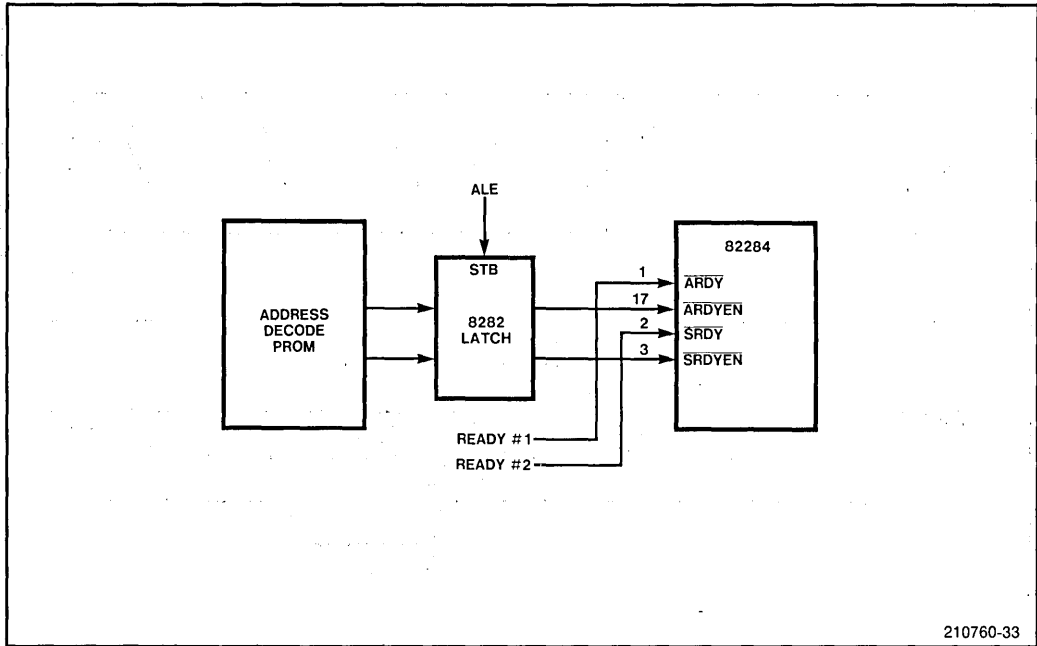 ALE
ADDRESS
DECODE
PROM
STB
8282
LATCH
82284
1
ARDY
17
ARDYEN
2
SRDY
3
SRDYEN
READY #1
READY #2
210760-33